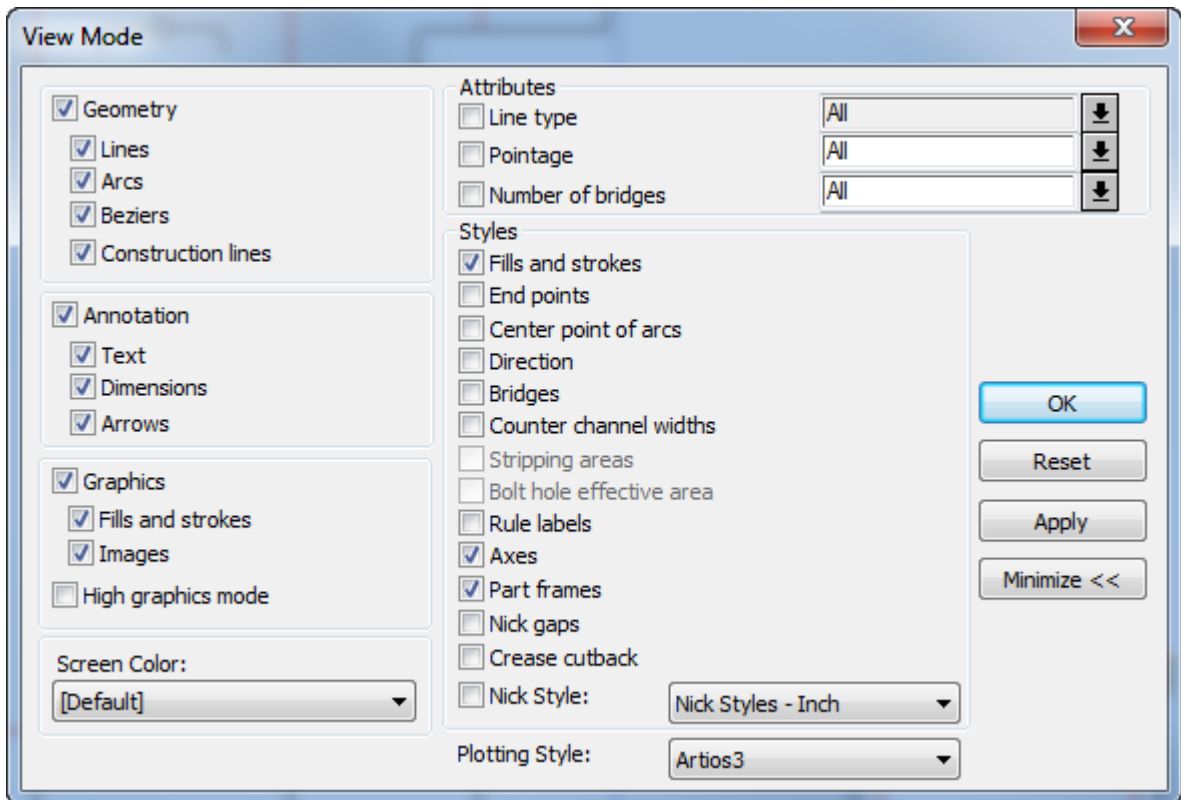 View Mode
Geometry
Lines
Arcs
Beziers
Construction lines
Annotation
Text
Dimensions
Arrows
Graphics
Fills and strokes
Images
High graphics mode
Screen Color:
[Default]
Attributes
Line type All
Pointage All
Number of bridges All
Styles
Fills and strokes
End points
Center point of arcs
Direction
Bridges
Counter channel widths
Stripping areas
Bolt hole effective area
Rule labels
Axes
Part frames
Nick gaps
Crease cutback
Nick Style: Nick Styles - Inch
Plotting Style: Artios3
OK
Reset
Apply
Minimize <<